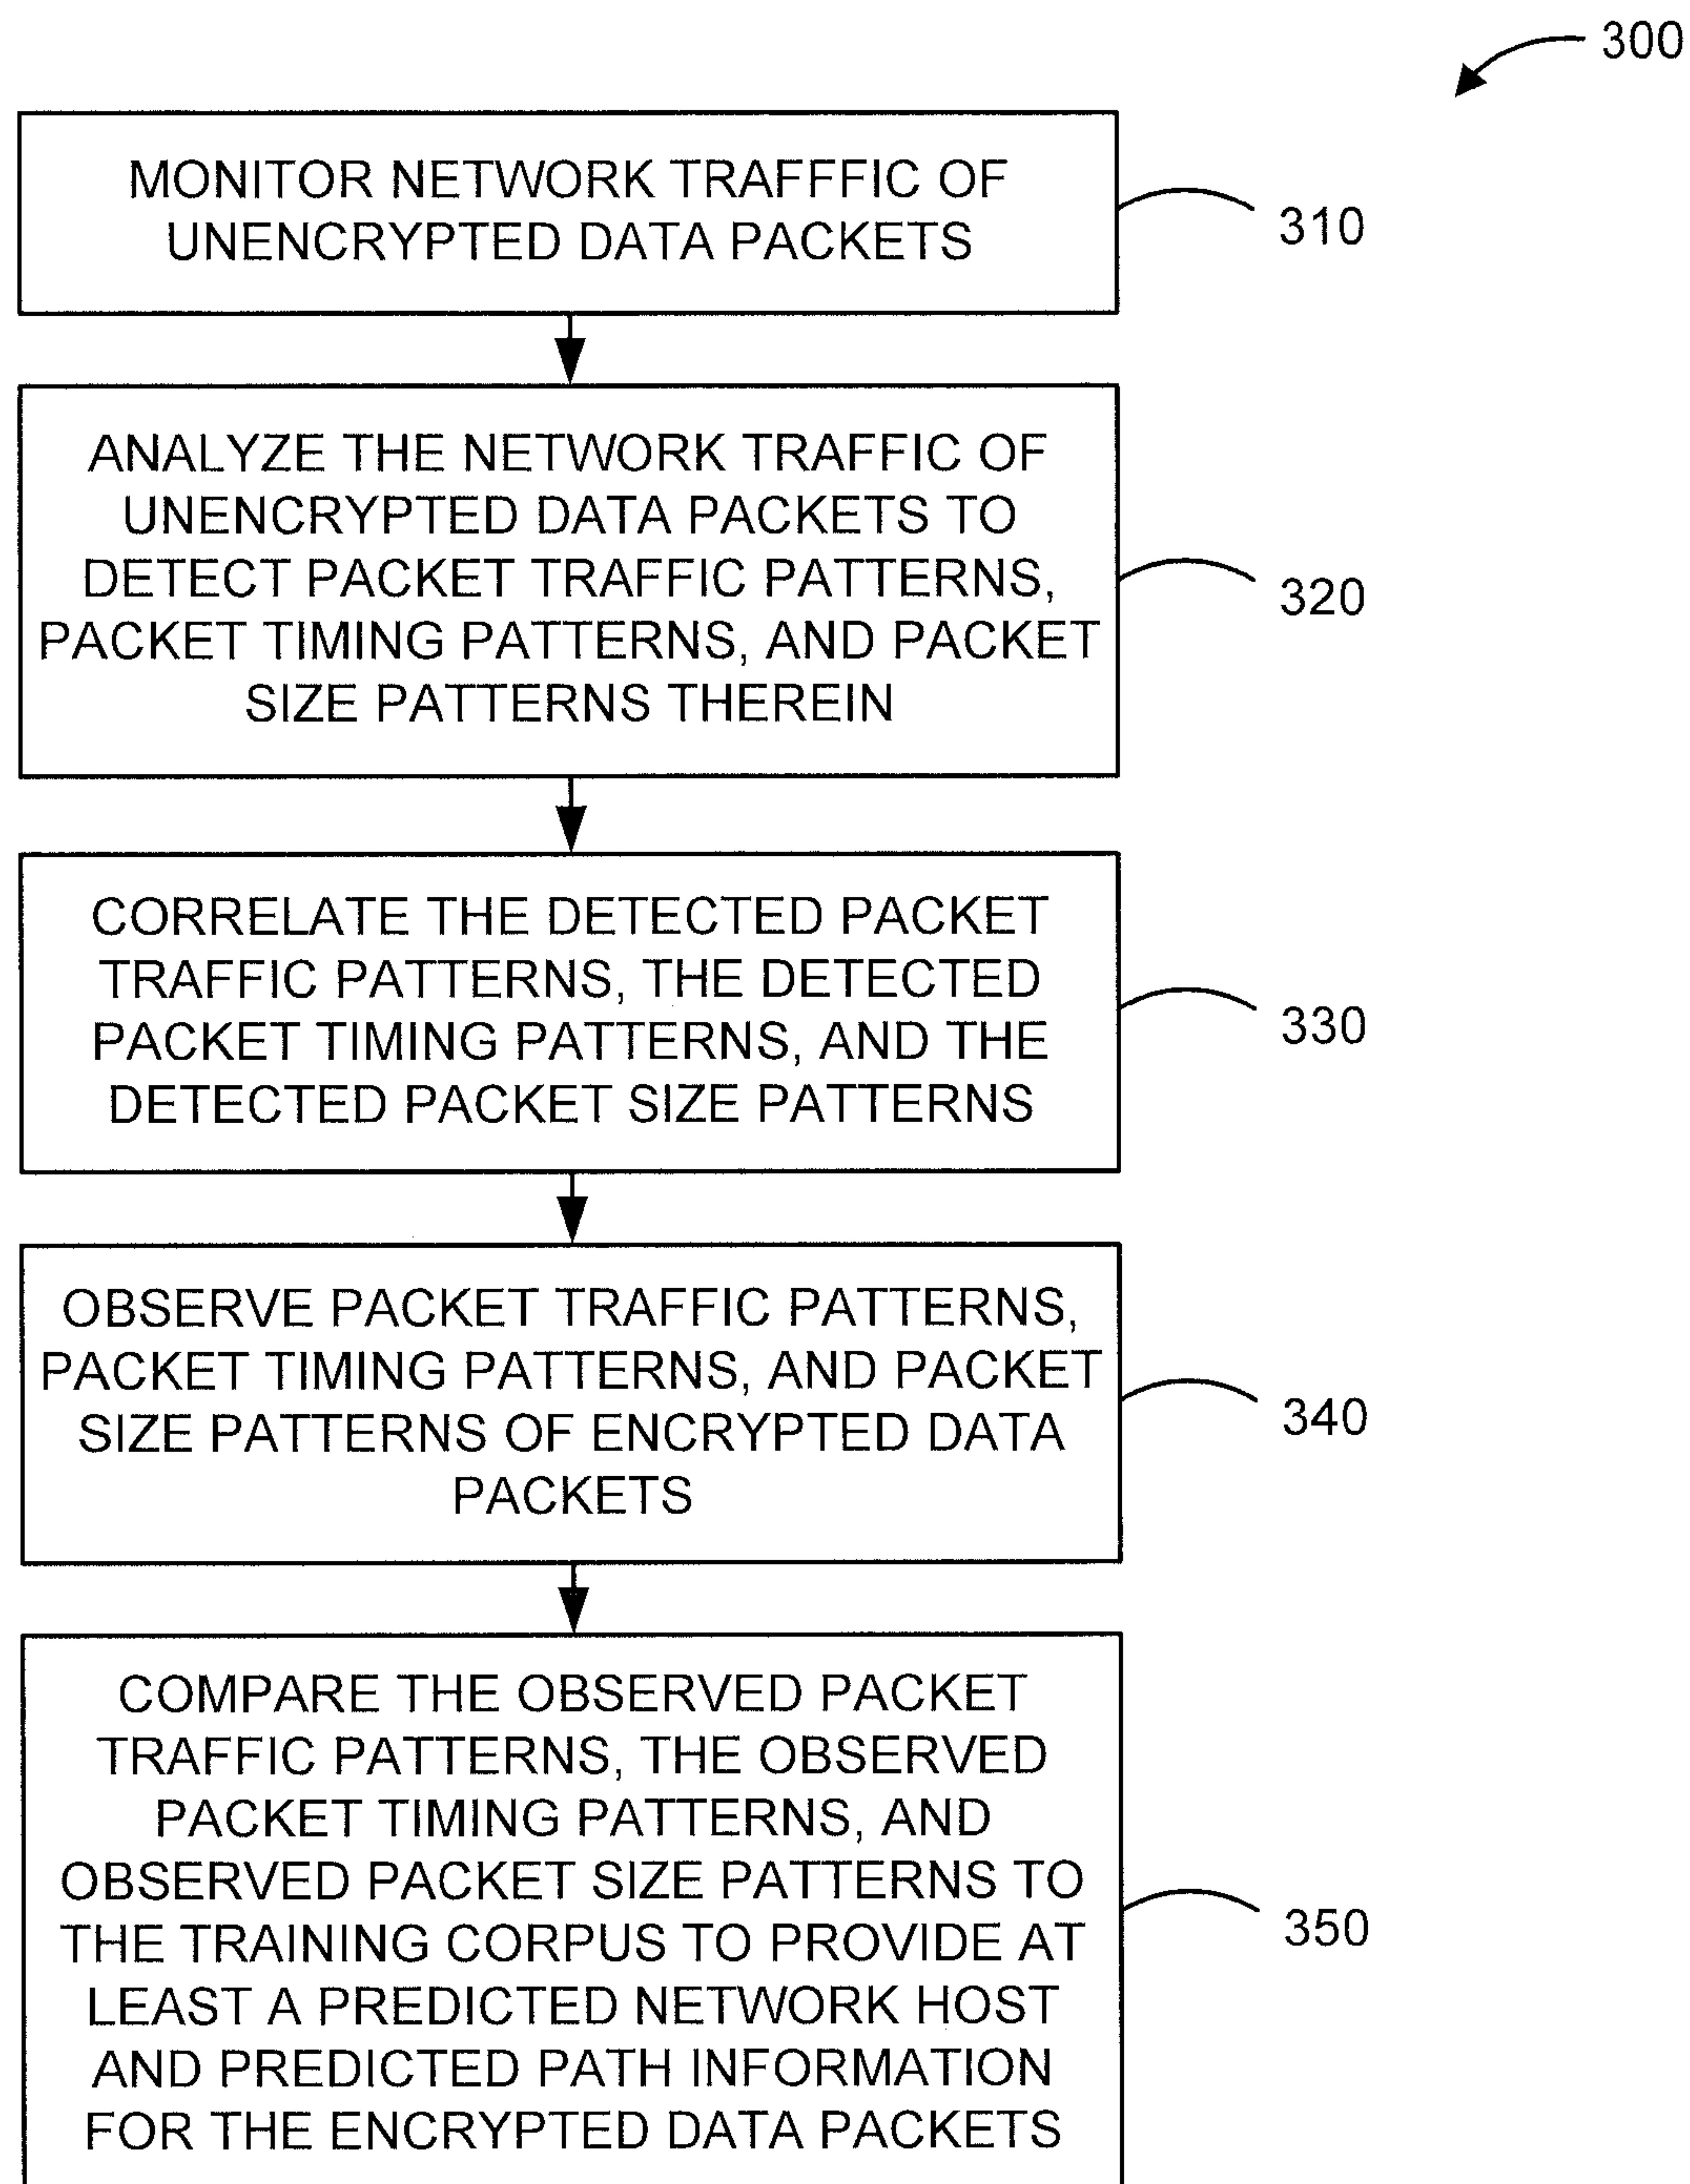 300
MONITOR NETWORK TRAFFFIC OF
UNENCRYPTED DATA PACKETS
310
ANALYZE THE NETWORK TRAFFIC OF
UNENCRYPTED DATA PACKETS TO
DETECT PACKET TRAFFIC PATTERNS,
PACKET TIMING PATTERNS, AND PACKET
SIZE PATTERNS THEREIN
320
CORRELATE THE DETECTED PACKET
TRAFFIC PATTERNS, THE DETECTED
PACKET TIMING PATTERNS, AND THE
DETECTED PACKET SIZE PATTERNS
330
OBSERVE PACKET TRAFFIC PATTERNS,
PACKET TIMING PATTERNS, AND PACKET
SIZE PATTERNS OF ENCRYPTED DATA
PACKETS
340
COMPARE THE OBSERVED PACKET
TRAFFIC PATTERNS, THE OBSERVED
PACKET TIMING PATTERNS, AND
OBSERVED PACKET SIZE PATTERNS TO
THE TRAINING CORPUS TO PROVIDE AT
LEAST A PREDICTED NETWORK HOST
AND PREDICTED PATH INFORMATION
FOR THE ENCRYPTED DATA PACKETS
350